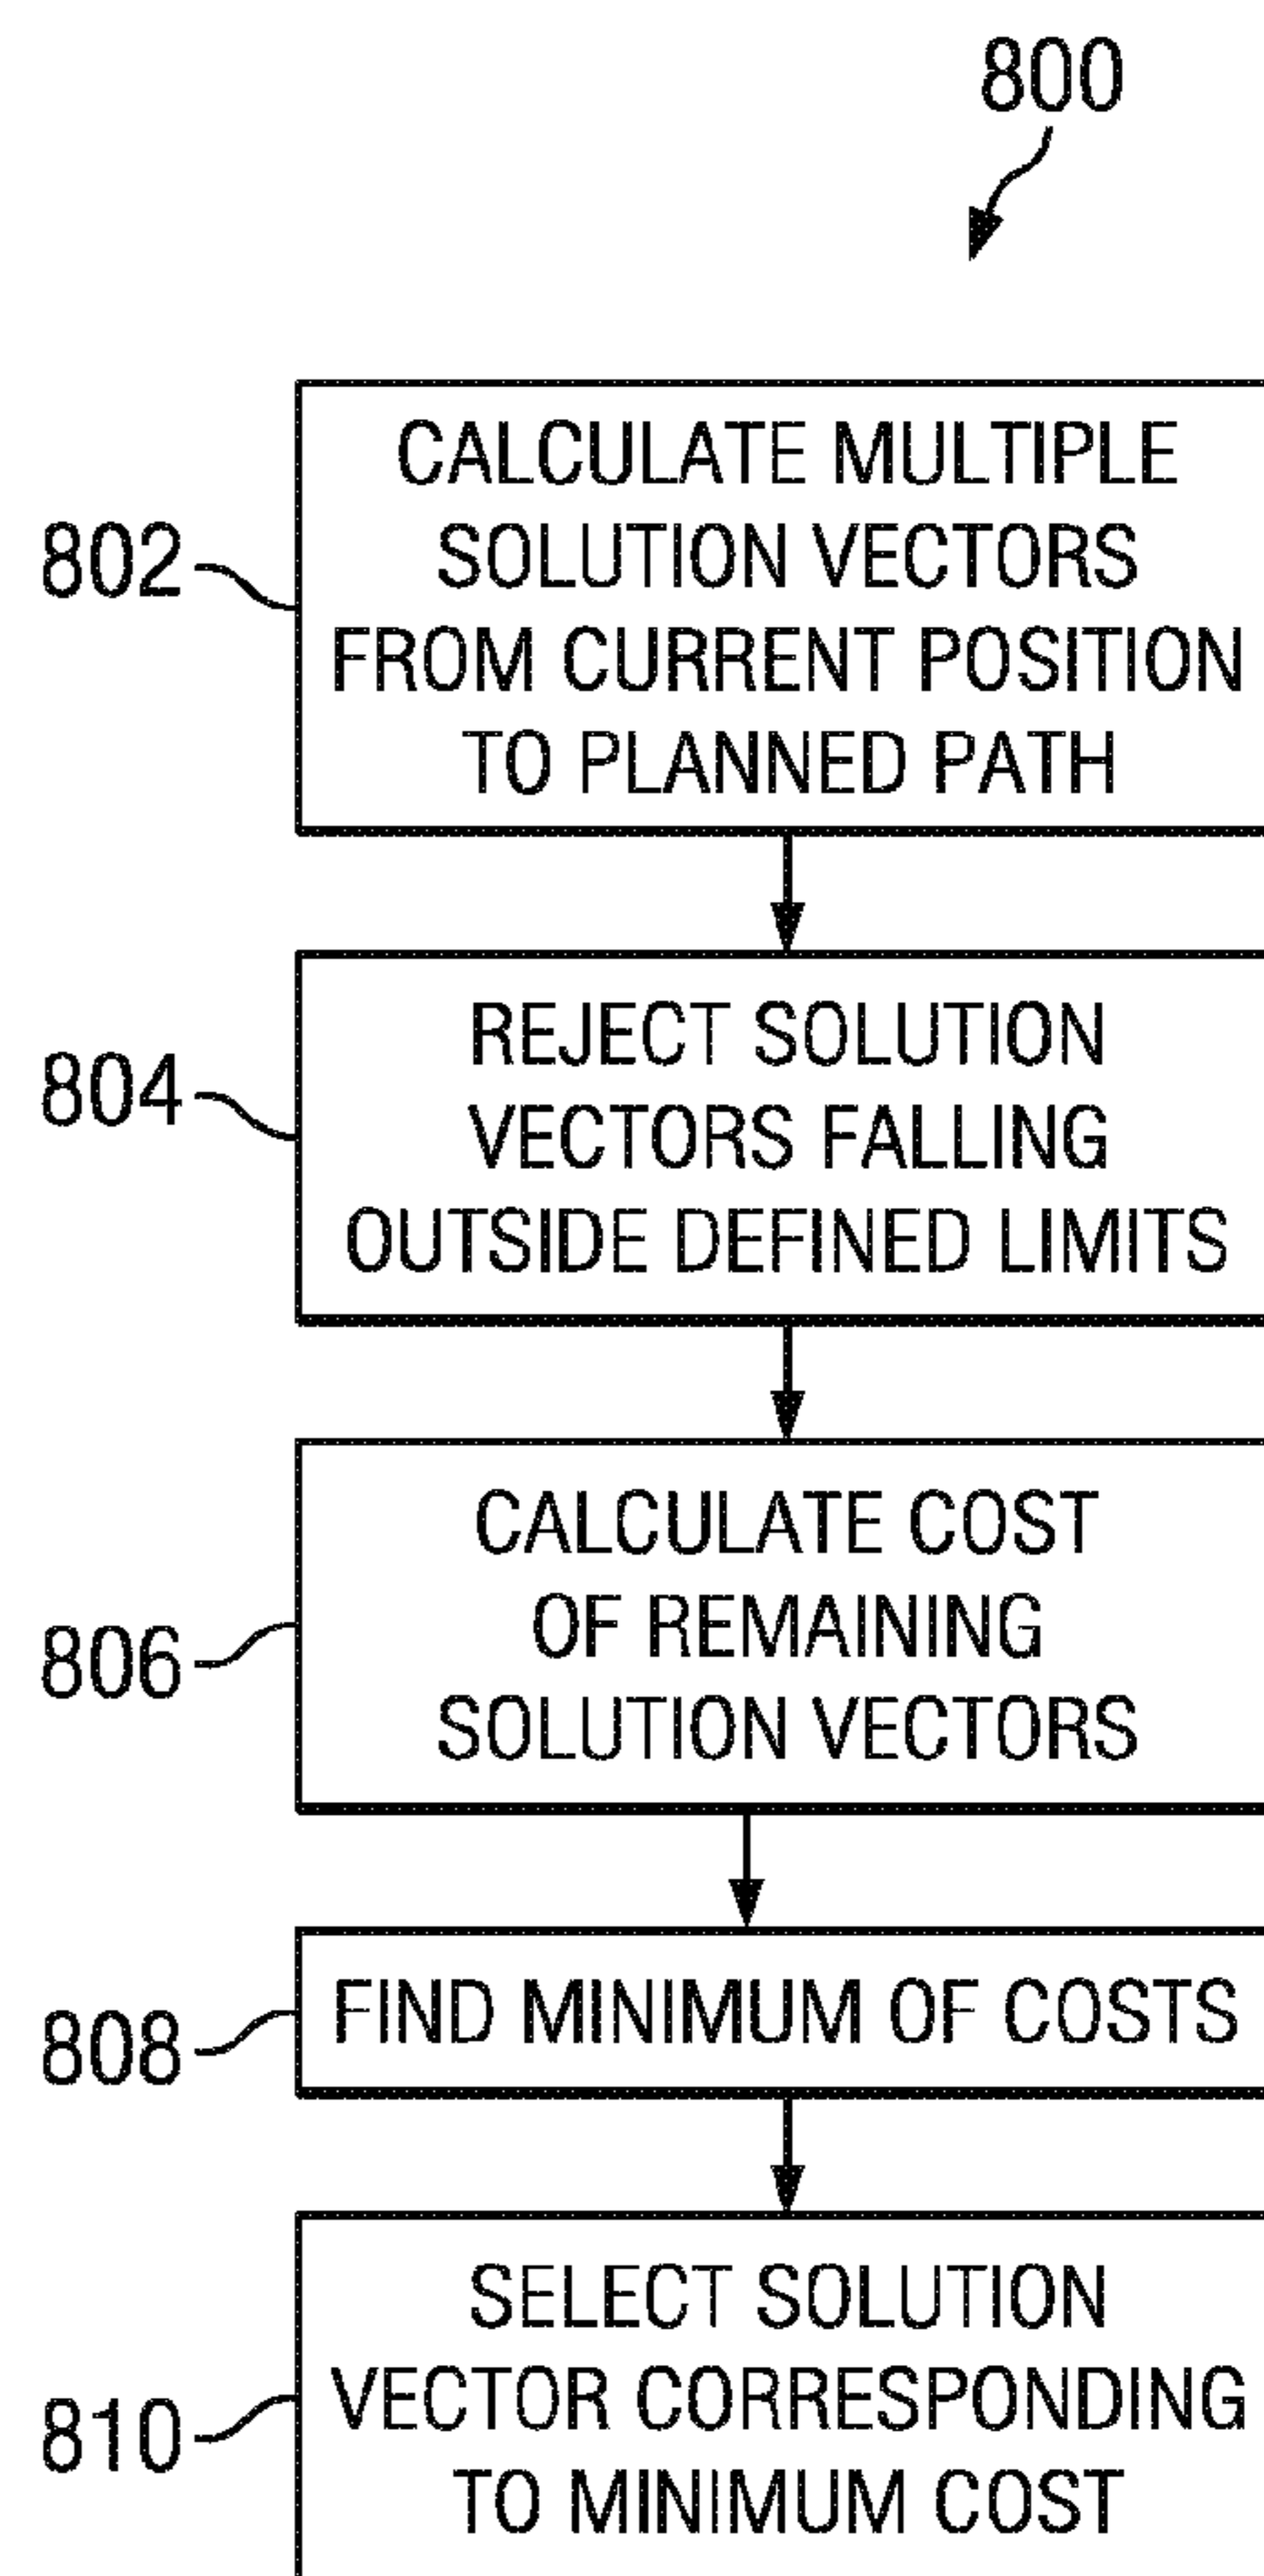 800
802
CALCULATE MULTIPLE
SOLUTION VECTORS
FROM CURRENT POSITION
TO PLANNED PATH
804
REJECT SOLUTION
VECTORS FALLING
OUTSIDE DEFINED LIMITS
806
CALCULATE COST
OF REMAINING
SOLUTION VECTORS
808
FIND MINIMUM OF COSTS
810
SELECT SOLUTION
VECTOR CORRESPONDING
TO MINIMUM COST